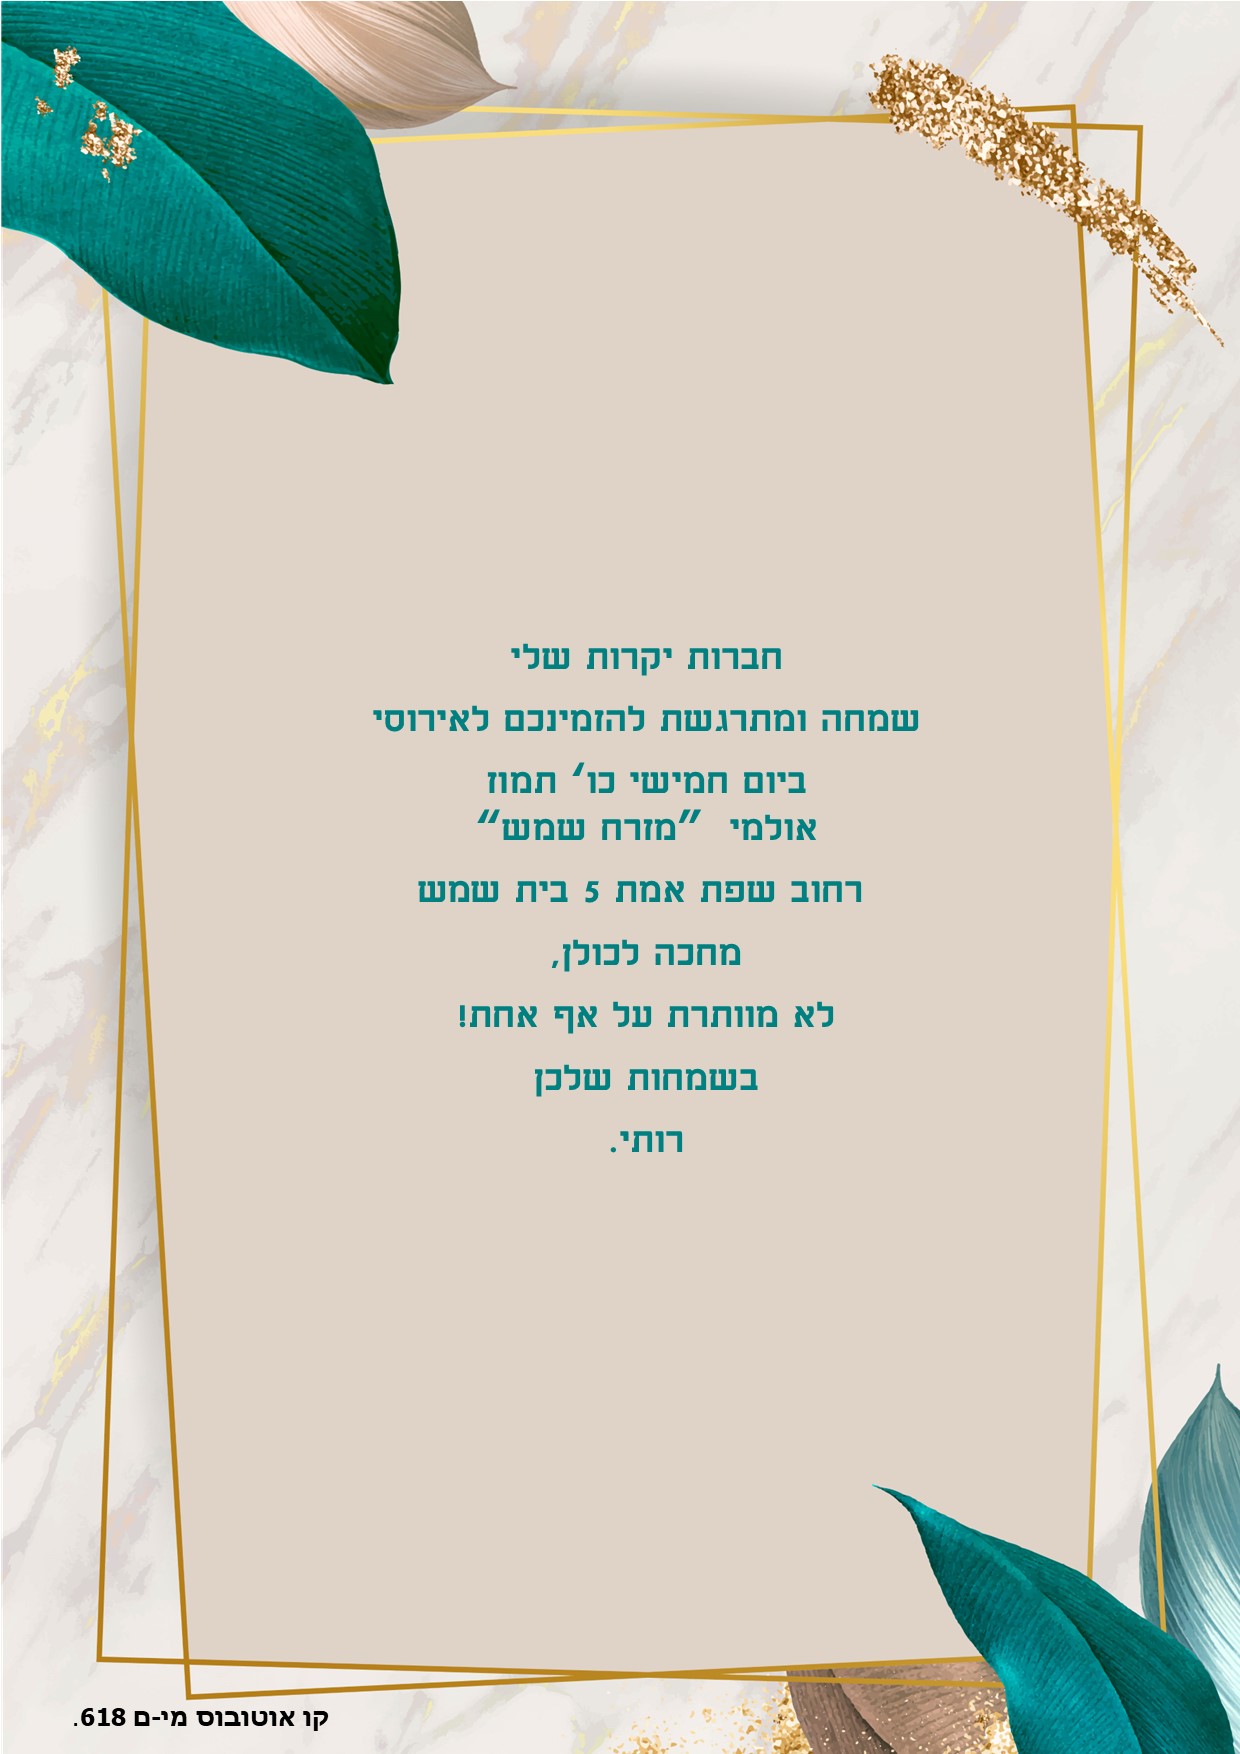 חברות יקרות שלי
שמחה ומתרגשת להזמינכם לאירוסי
ביום חמישי כו' תמוז
אולמי "מזרח שמש"
רחוב שפת אמת 5 בית שמש
מחכה לכולן,
לא מוותרת על אף אחת!
בשמחות שלכן
רותי.
קו אוטובוס מי-ם 618.